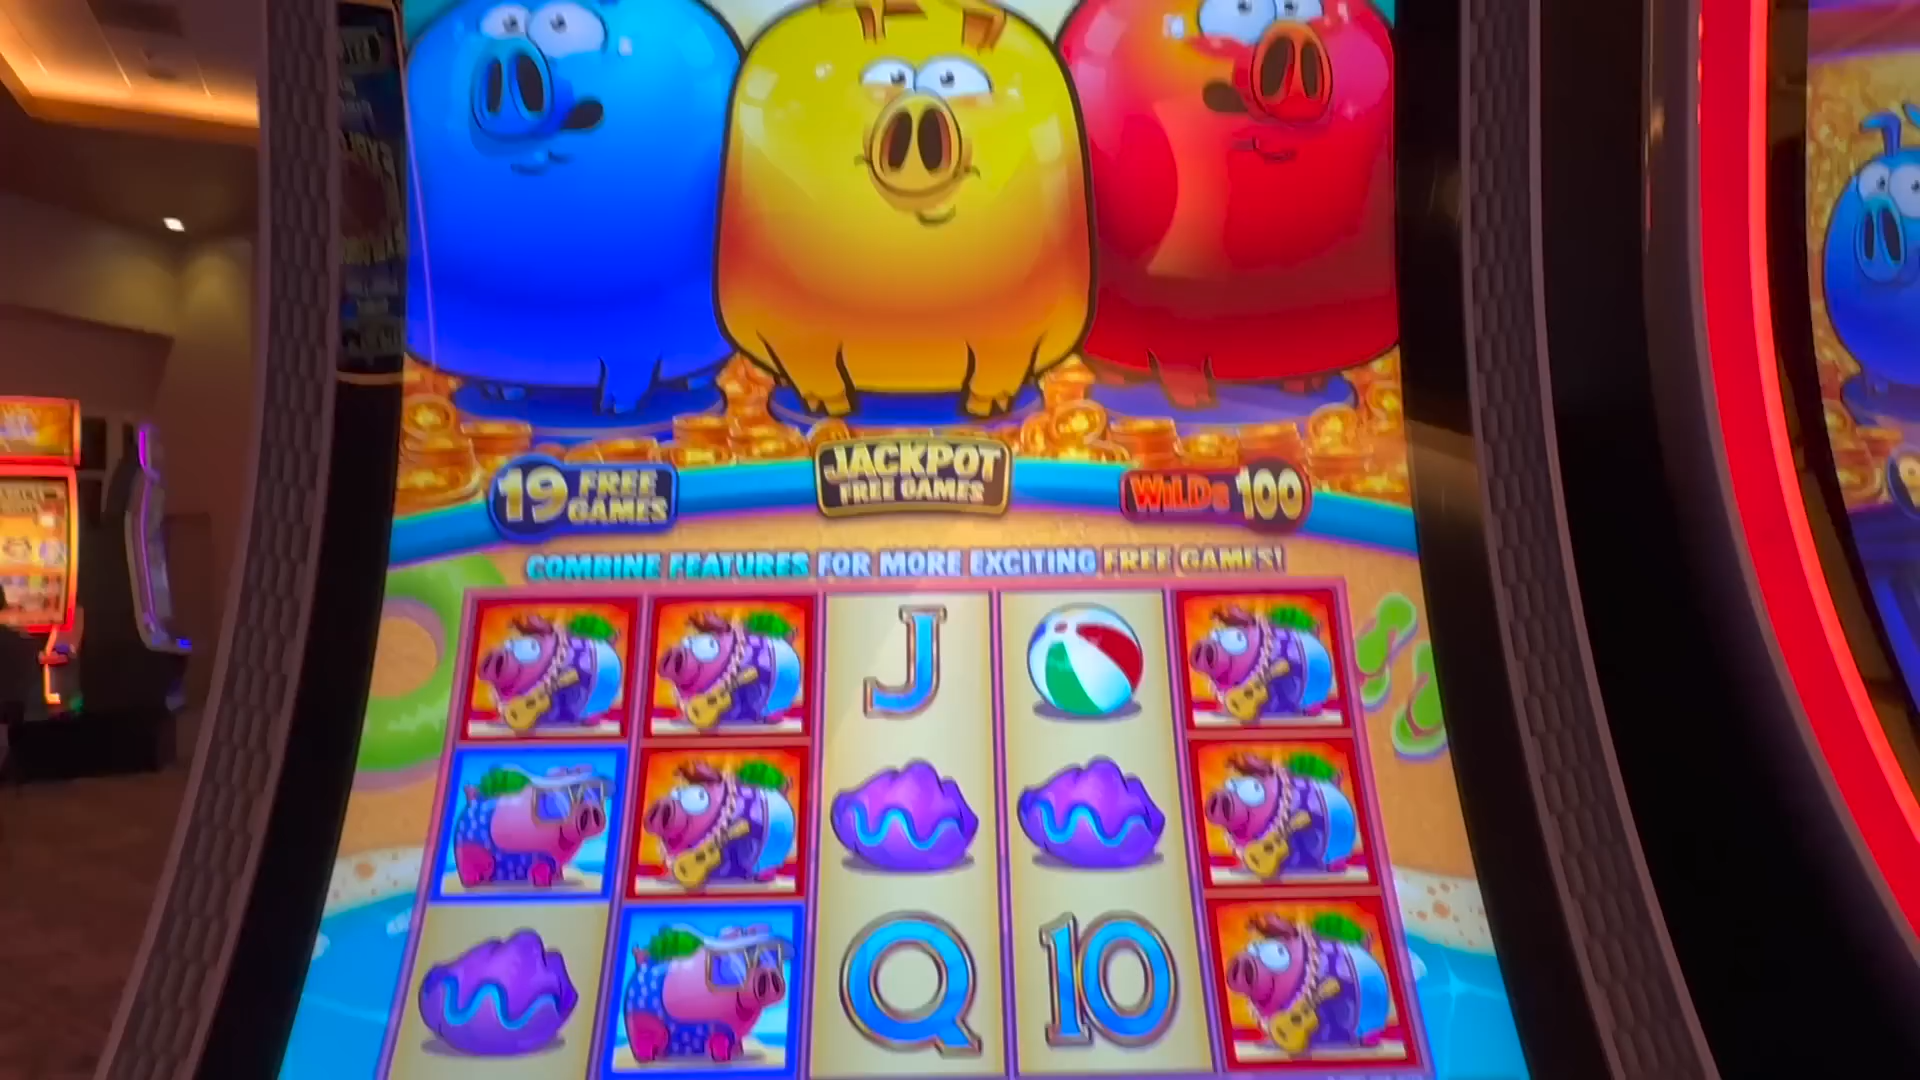 19 FREE
GAMES
JACKPOT
FREE GAMES
WiLDs 100
COMBINE FEATURES FOR MORE EXCITING FREE GAMES!
J
Q
10